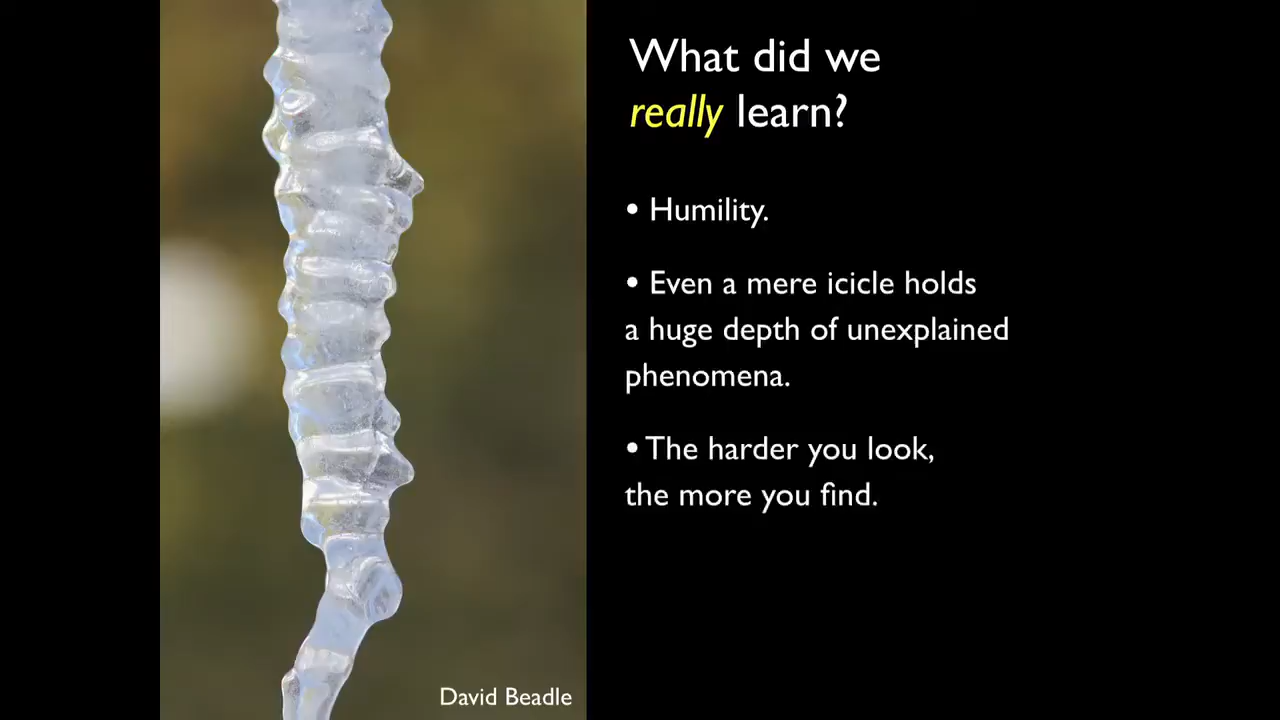 What did we
really learn?
• Humility.
• Even a mere icicle holds
a huge depth of unexplained
phenomena.
• The harder you look,
the more you find.
David Beadle